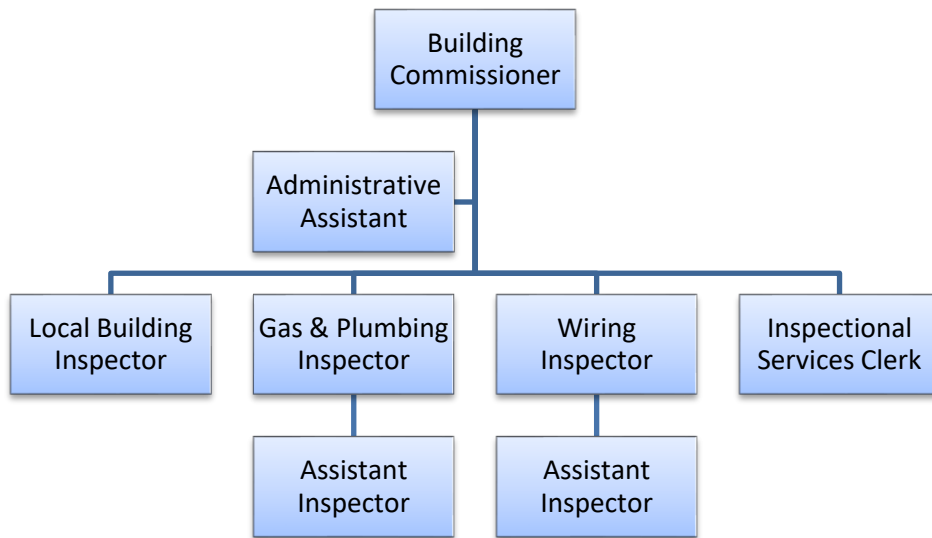 Building
Commissioner
Administrative
Assistant
Local Building
Inspector
Gas & Plumbing
Inspector
Wiring
Inspector
Inspectional
Services Clerk
Assistant
Inspector
Assistant
Inspector